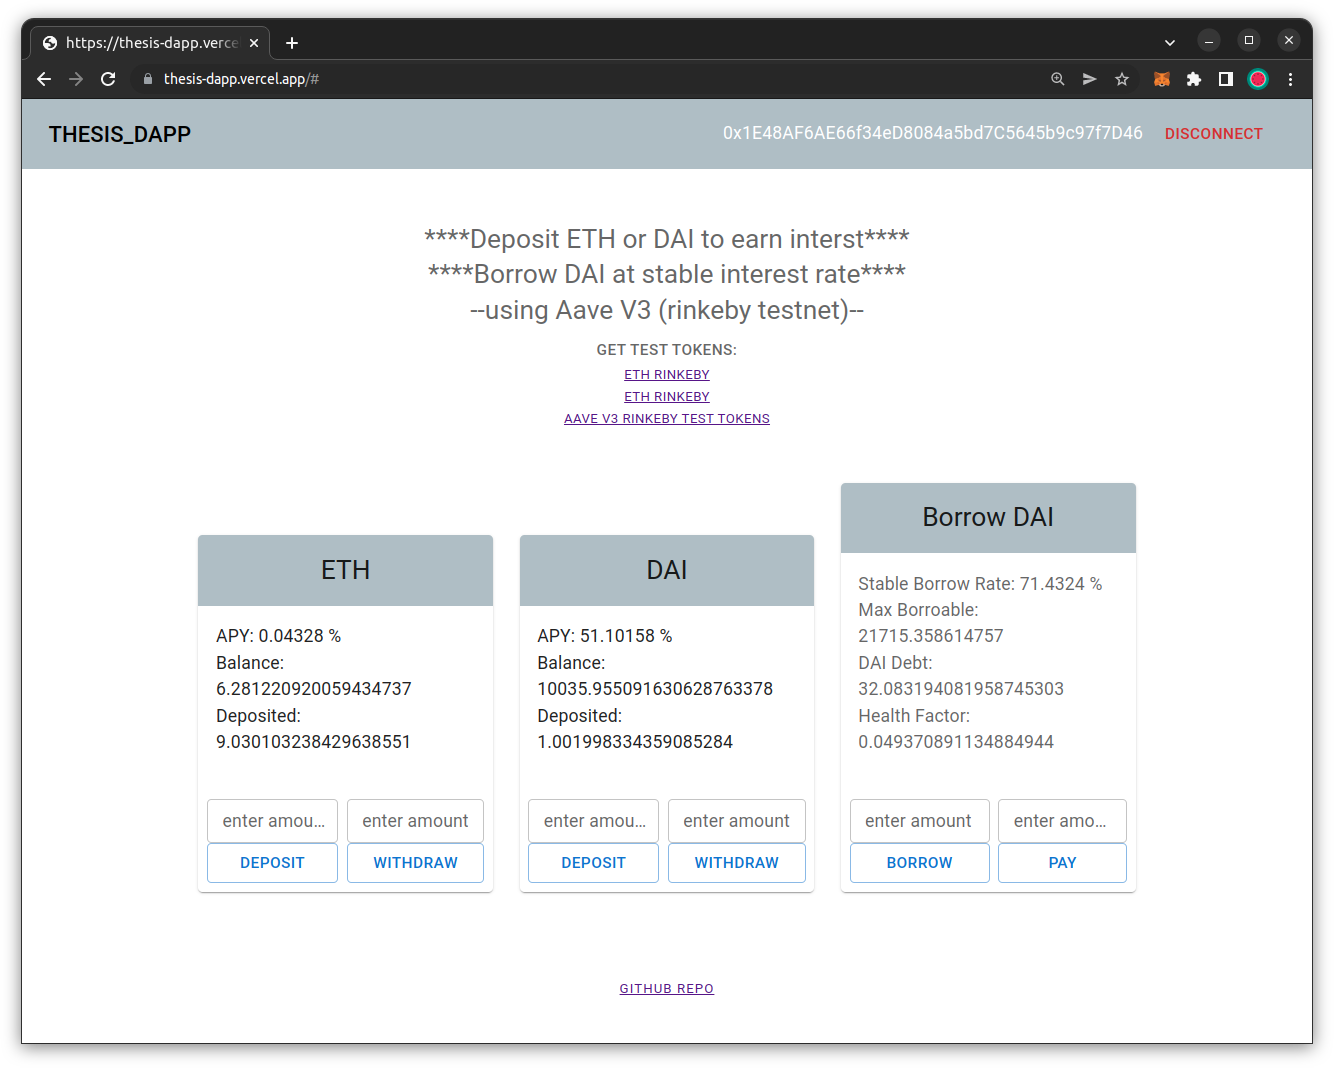 https://thesis-dapp.verce
thesis-dapp.vercel.app/#
THESIS_DAPP
0x1E48AF6AE66f34eD8084a5bd7C5645b9c97f7D46 DISCONNECT
****Deposit ETH or DAI to earn interst****
****Borrow DAI at stable interest rate****
--using Aave V3 (rinkeby testnet)--
GET TEST TOKENS:
ETH RINKEBY
ETH RINKEBY
AAVE V3 RINKEBY TEST TOKENS
ETH
APY: 0.04328 %
Balance:
6.281220920059434737
Deposited:
9.030103238429638551
enter amou... enter amount
DEPOSIT WITHDRAW
DAI
APY: 51.10158 %
Balance:
10035.955091630628763378
Deposited:
1.001998334359085284
enter amou... enter amount
DEPOSIT WITHDRAW
Borrow DAI
Stable Borrow Rate: 71.4324 %
Max Borroable:
21715.358614757
DAI Debt:
32.083194081958745303
Health Factor:
0.049370891134884944
enter amount enter amo...
BORROW PAY
GITHUB REPO